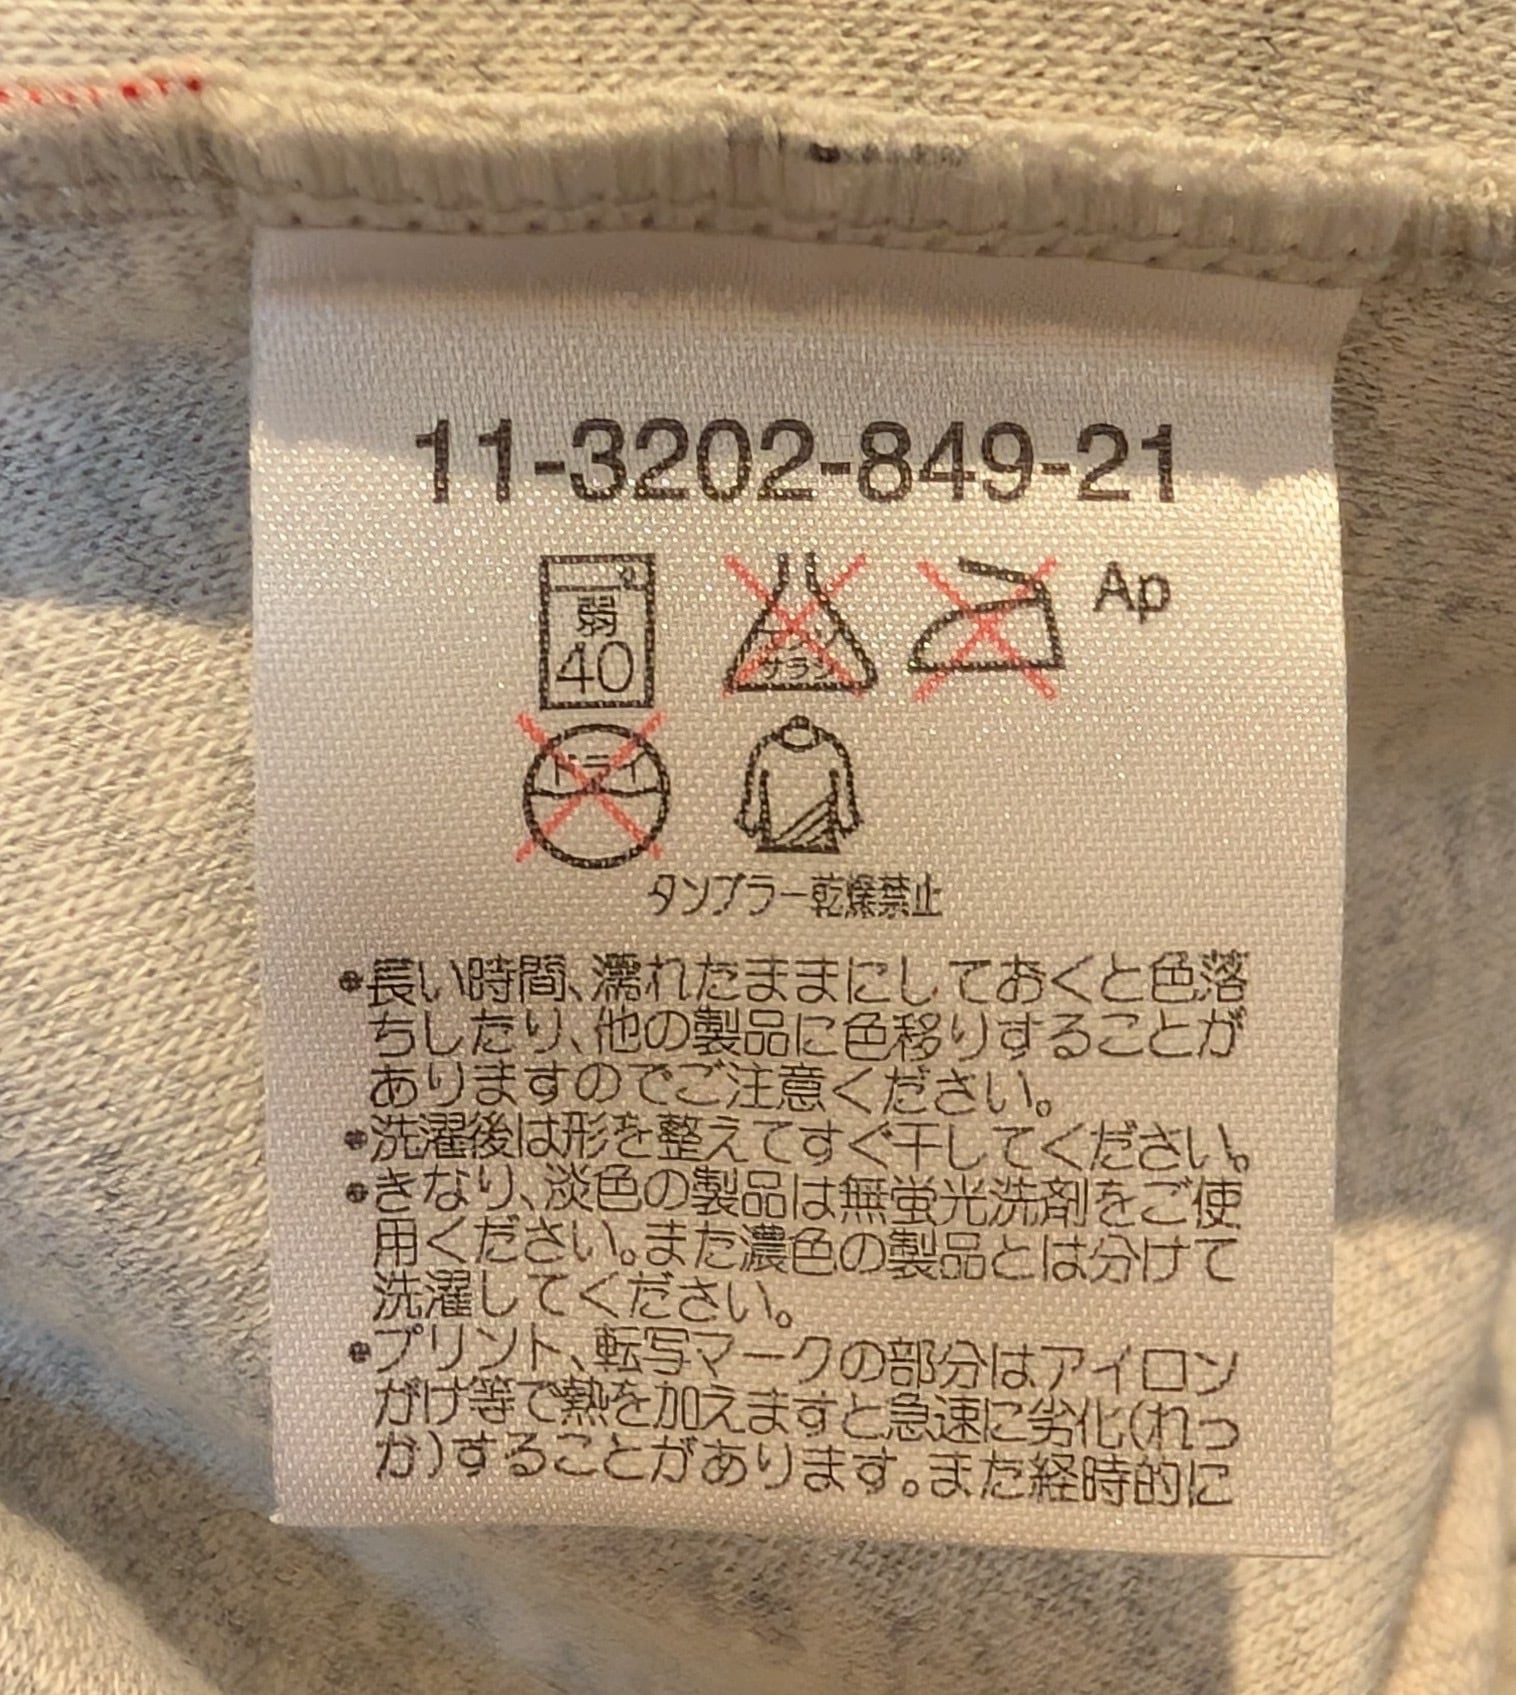 11-3202-849-21
弱
40
エンソ
サラシ
Ap
ドライ
タンブラー乾燥禁止
●長い時間、濡れたままにしておくと色落
ちしたり、他の製品に色移りすることが
ありますのでご注意ください。
●洗濯後は形を整えてすぐ干してください。
●きなり、淡色の製品は無蛍光洗剤をご使
用ください。また濃色の製品とは分けて
洗濯してください。
●プリント、転写マークの部分はアイロン
がけ等で熱を加えますと急速に劣化(れっ
か)することがあります。また経時的に